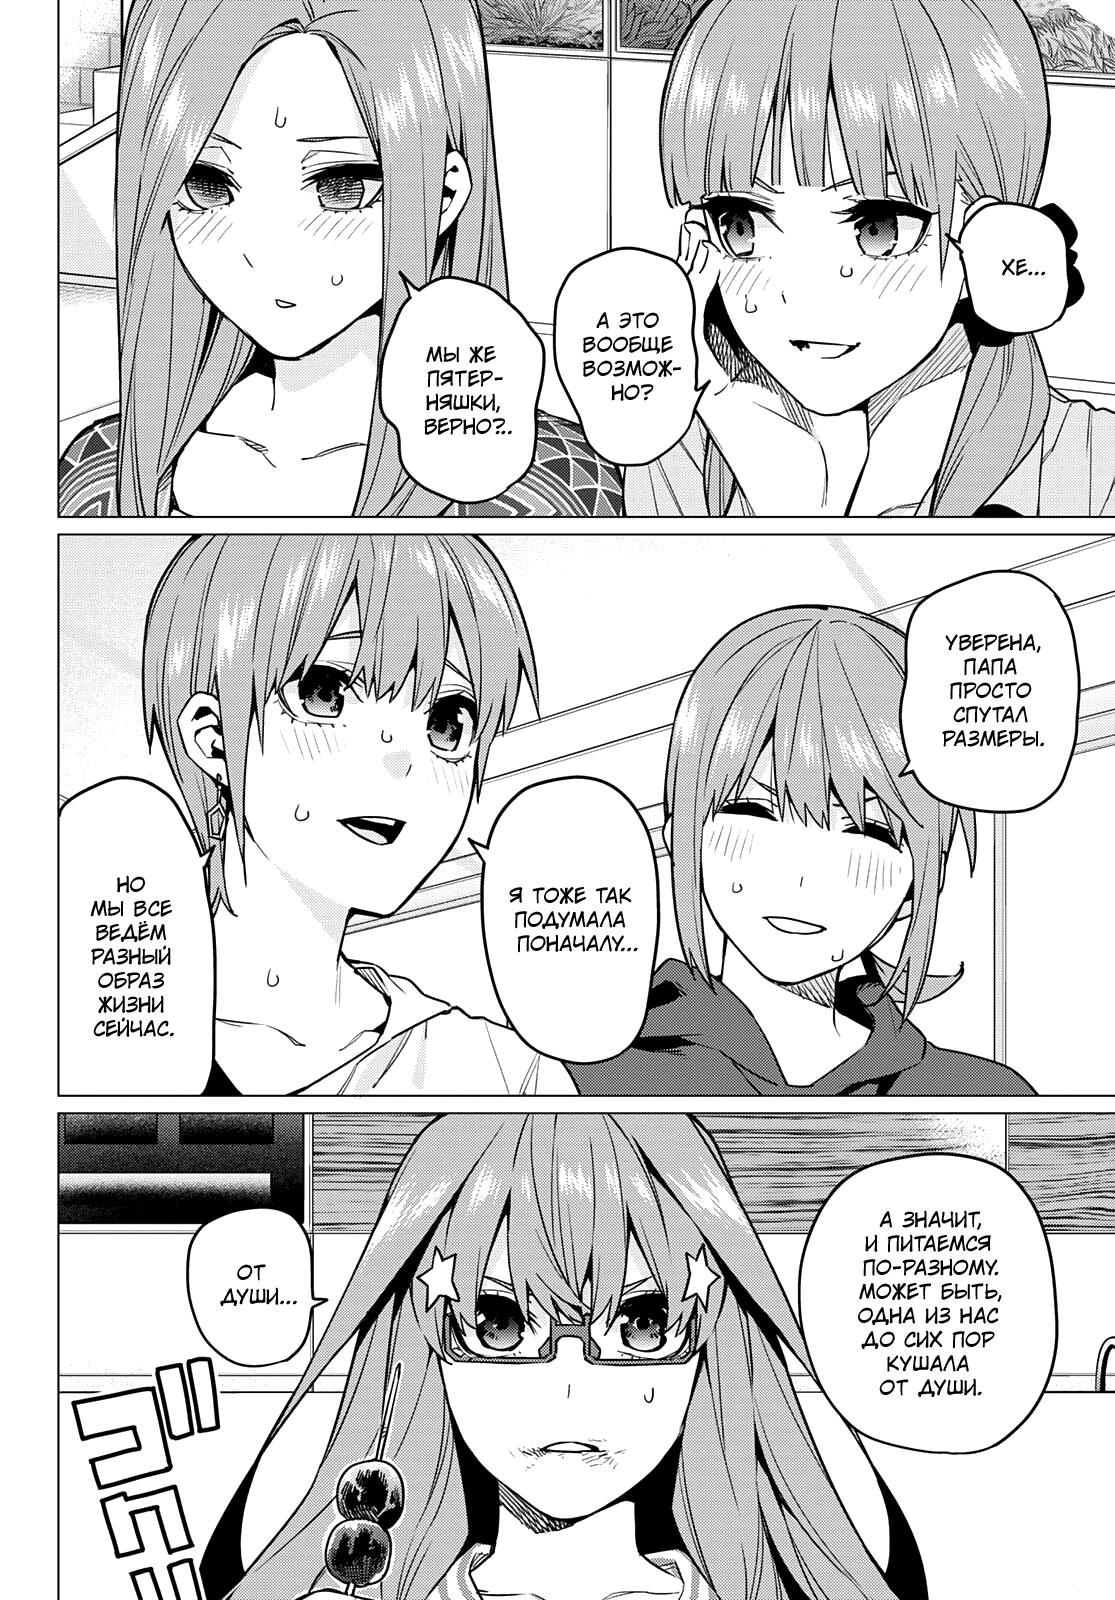 ХЕ...
А ЭТО
ВООБЩЕ
ВОЗМОЖ-
НО?
МЫ ЖЕ
ПЯТЕР-
НЯШКИ,
ВЕРНО?..
УВЕРЕНА,
ПАПА
ПРОСТО
СПУТАЛ
РАЗМЕРЫ.
Я ТОЖЕ ТАК
ПОДУМАЛА
ПОНАЧАЛУ...
НО
МЫ ВСЕ
ВЕДЁМ
РАЗНЫЙ
ОБРАЗ
ЖИЗНИ
СЕЙЧАС.
А ЗНАЧИТ,
И ПИТАЕМСЯ
ПО-РАЗНОМУ.
МОЖЕТ БЫТЬ,
ОДНА ИЗ НАС
ДО СИХ ПОР
КУШАЛА
ОТ ДУШИ.
ОТ
ДУШИ...